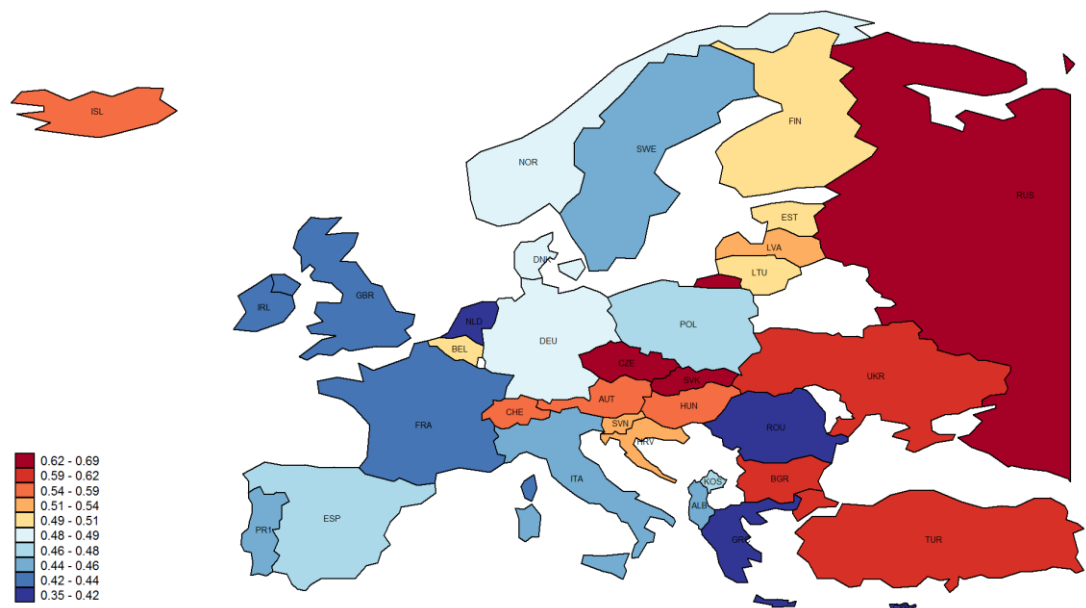 ISL
FIN
SWE
NOR
RUS
EST
LVA
DNK
LTU
GBR
IRL
NLD
POL
DEU
BEL
CZE
UKR
SVK
AUT
HUN
CHE
SVN
FRA
ROU
HRV
ITA
BGR
KOS
ALB
ESP
PR1
GRC
TUR
0.62 - 0.69
0.59 - 0.62
0.54 - 0.59
0.51 - 0.54
0.49 - 0.51
0.48 - 0.49
0.46 - 0.48
0.44 - 0.46
0.42 - 0.44
0.35 - 0.42